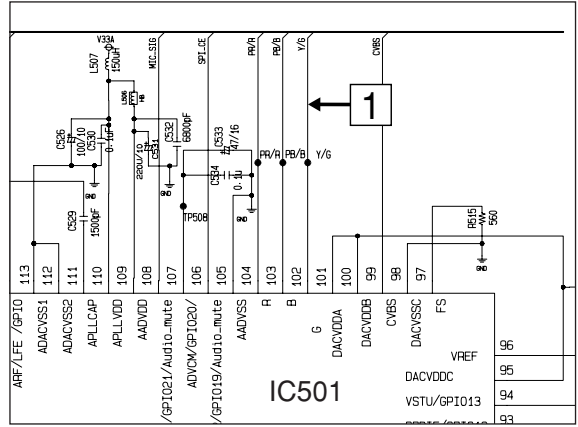 V33A
L507
150uH
MIC_SIG
SPI_CE
PR/R
PB/B
Y/G
CVBS
L506
HB
1
C526
100/10
C530
0.1uF
220U/10
C531
C532
6800pF
C533
47/16
C534
0.1u
PR/R
PB/B
Y/G
GND
GND
GND
C529
1500pF
TP508
R515
560
GND
113
112
111
110
109
108
107
106
105
104
103
102
101
100
99
98
97
ARF/LFE /GPIO
ADACVSS1
ADACVSS2
APLLCAP
APLLVDD
AADVDD
/GPIO21/Audio_mute
ADVCM/GPIO20/
/GPIO19/Audio_mute
AADVSS
R
B
G
DACVDDA
DACVDDB
CVBS
DACVSSC
FS
VREF
96
DACVDDC
95
VSTU/GPIO13
94
93
IC501